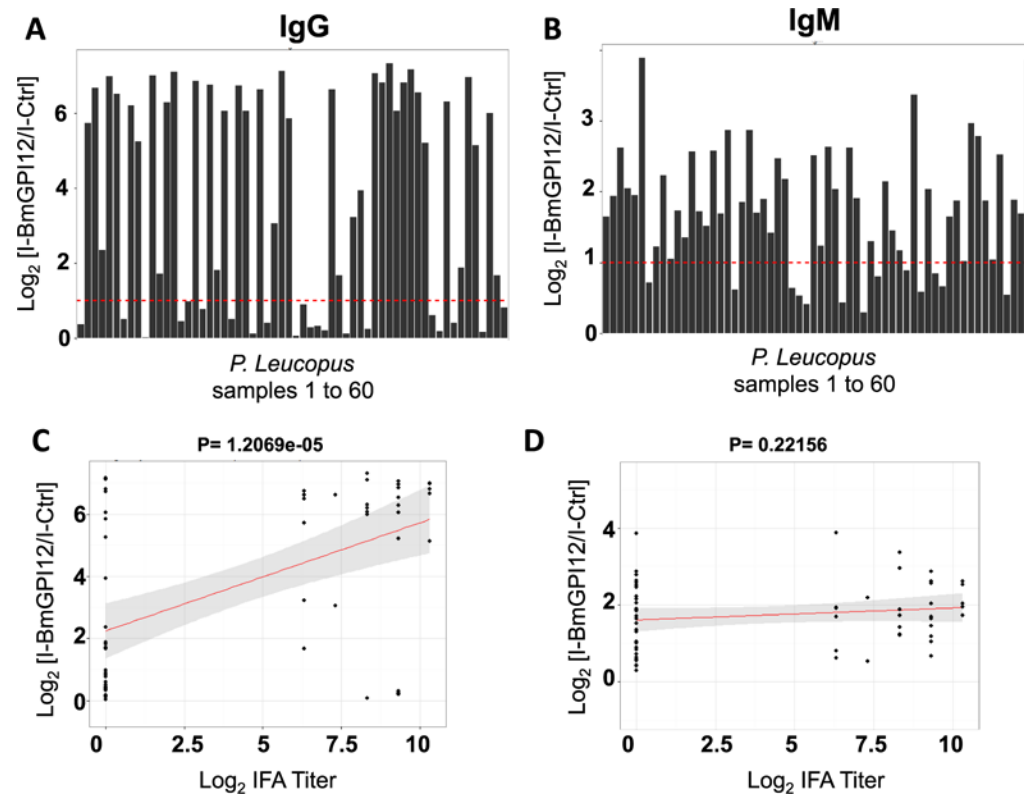 A
IgG
Log2 [I-BmGPI12/I-Ctrl]
6
4
2
0
P. Leucopus
samples 1 to 60
B
IgM
Log2 [I-BmGPI12/I-Ctrl]
3
2
1
0
P. Leucopus
samples 1 to 60
C
P= 1.2069e-05
Log2 [I-BmGPI12/I-Ctrl]
6
4
2
0
0 2.5 5 7.5 10
Log2 IFA Titer
D
P= 0.22156
Log2 [I-BmGPI12/I-Ctrl]
4
2
0
0 2.5 5 7.5 10
Log2 IFA Titer